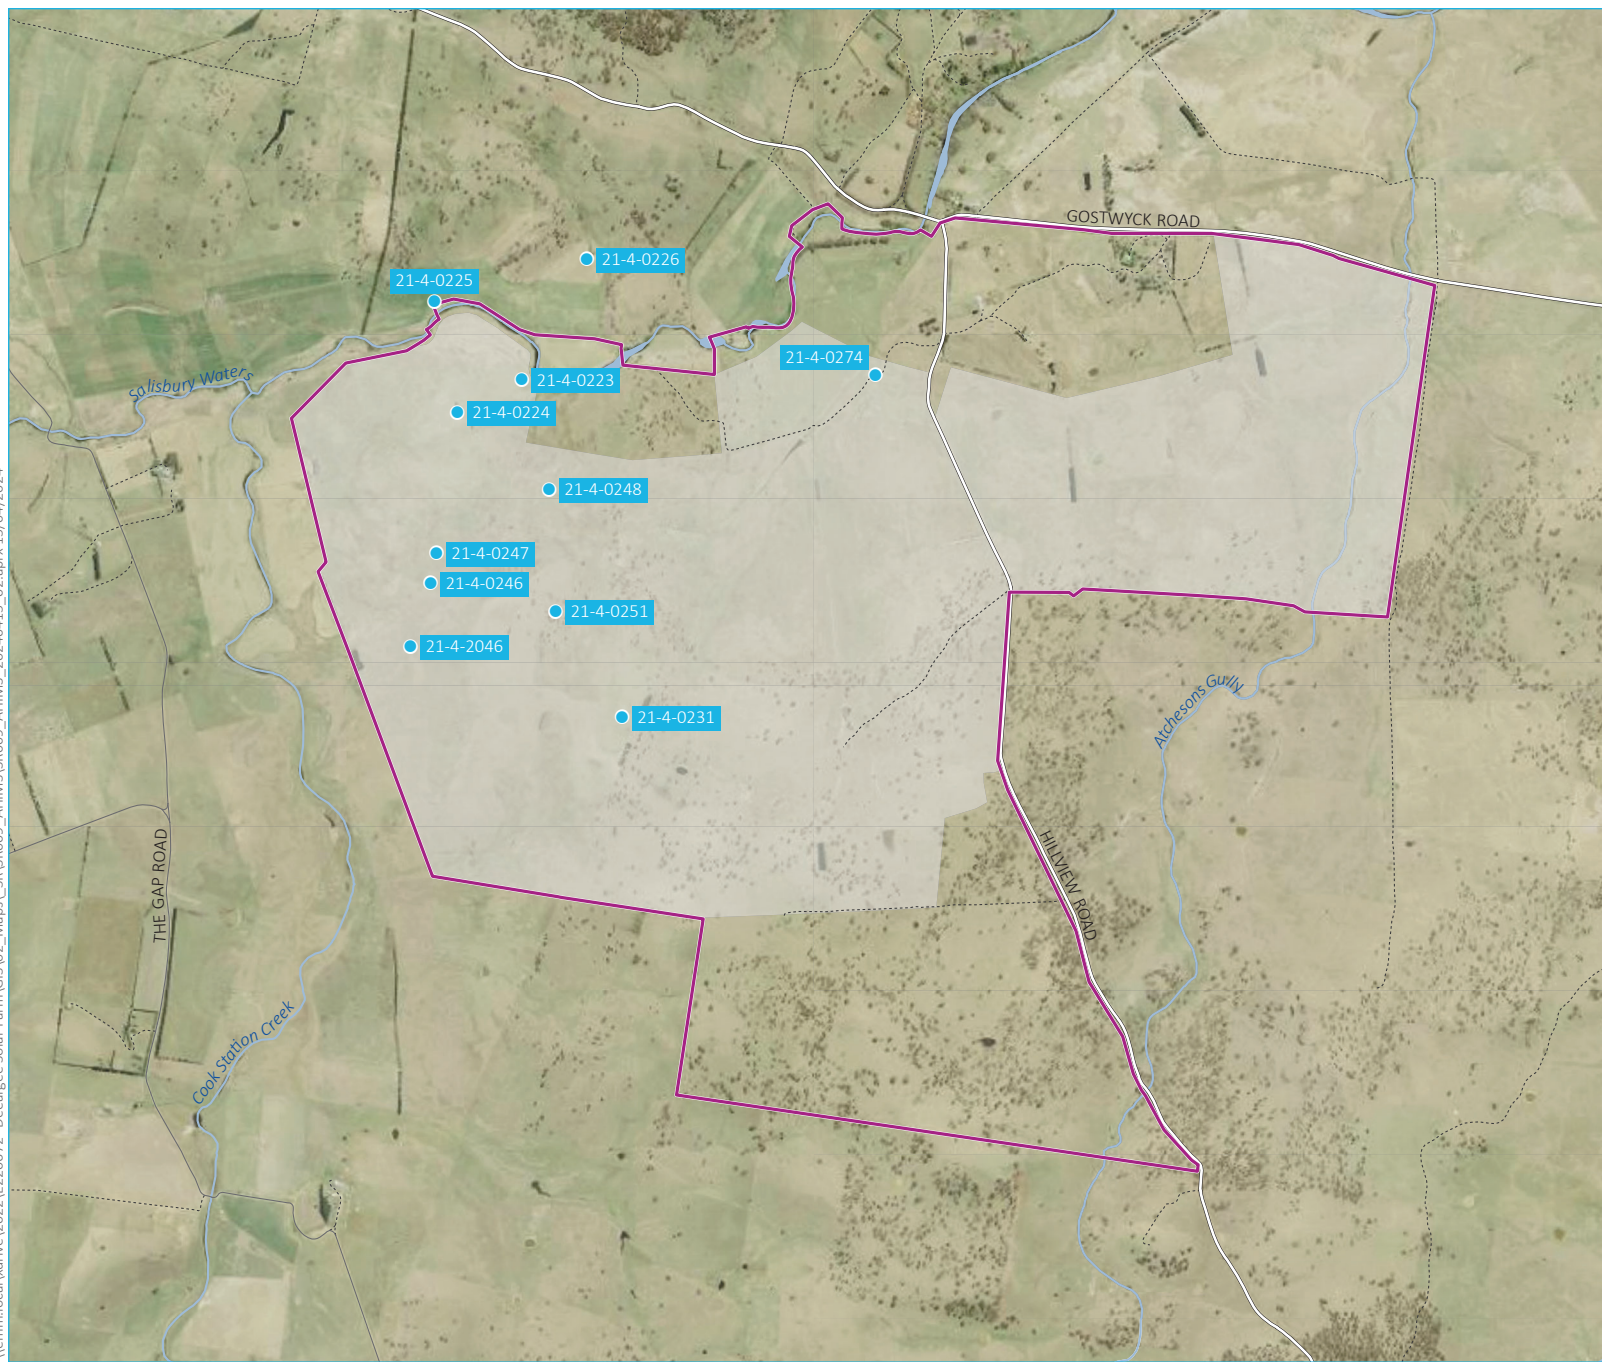 GOSTWYCK ROAD
21-4-0226
21-4-0225
21-4-0274
Salisbury Waters
21-4-0223
21-4-0224
21-4-0248
21-4-0247
21-4-0246
21-4-0251
21-4-2046
21-4-0231
Atchesons Gully
THE GAP ROAD
HILLVIEW ROAD
Cook Station Creek